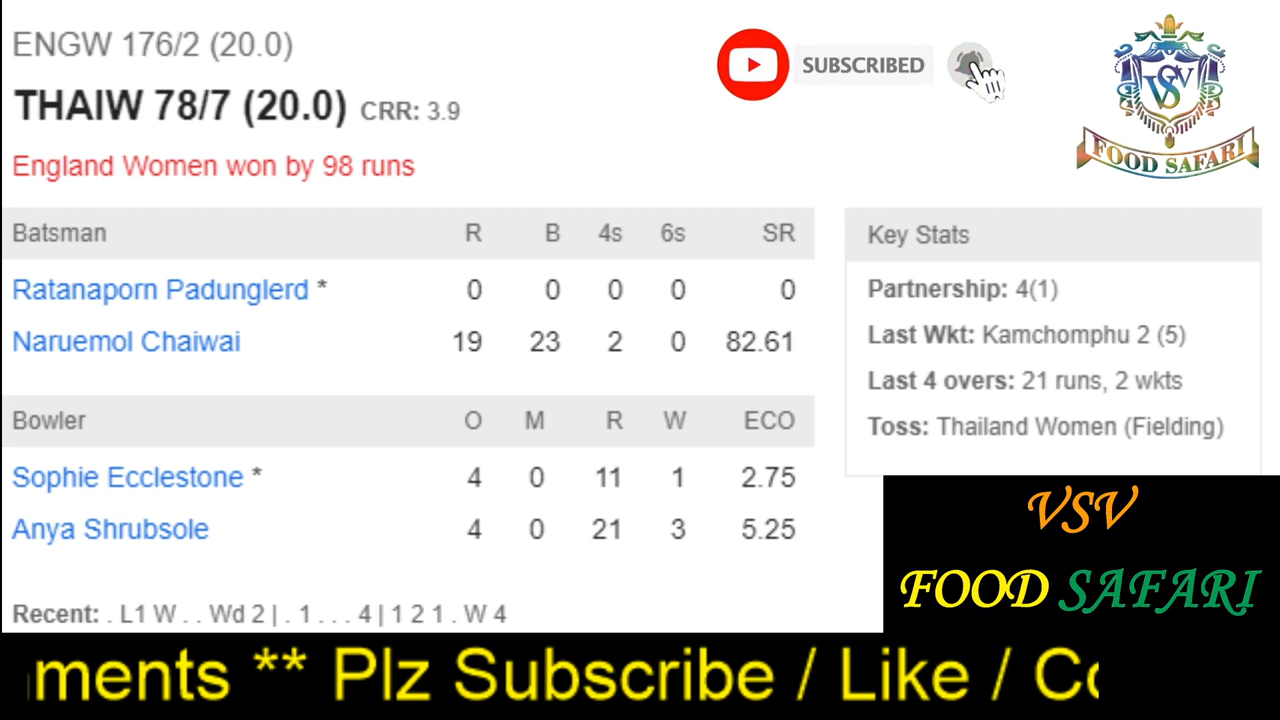 ENGW 176/2 (20.0)
THAIW 78/7 (20.0) CRR: 3.9
England Women won by 98 runs
SUBSCRIBED
VSV
FOOD SAFARI
Batsman R B 4s 6s SR
Ratanaporn Padunglerd * 0 0 0 0 0
Naruemol Chaiwai 19 23 2 0 82.61
Bowler O M R W ECO
Sophie Ecclestone * 4 0 11 1 2.75
Anya Shrubsole 4 0 21 3 5.25
Recent: . L1 W . . Wd 2 | . 1 . . . 4 | 1 2 1 . W 4
Key Stats
Partnership: 4(1)
Last Wkt: Kamchomphu 2 (5)
Last 4 overs: 21 runs, 2 wkts
Toss: Thailand Women (Fielding)
VSV
FOOD SAFARI
ments ** Plz Subscribe / Like / Co